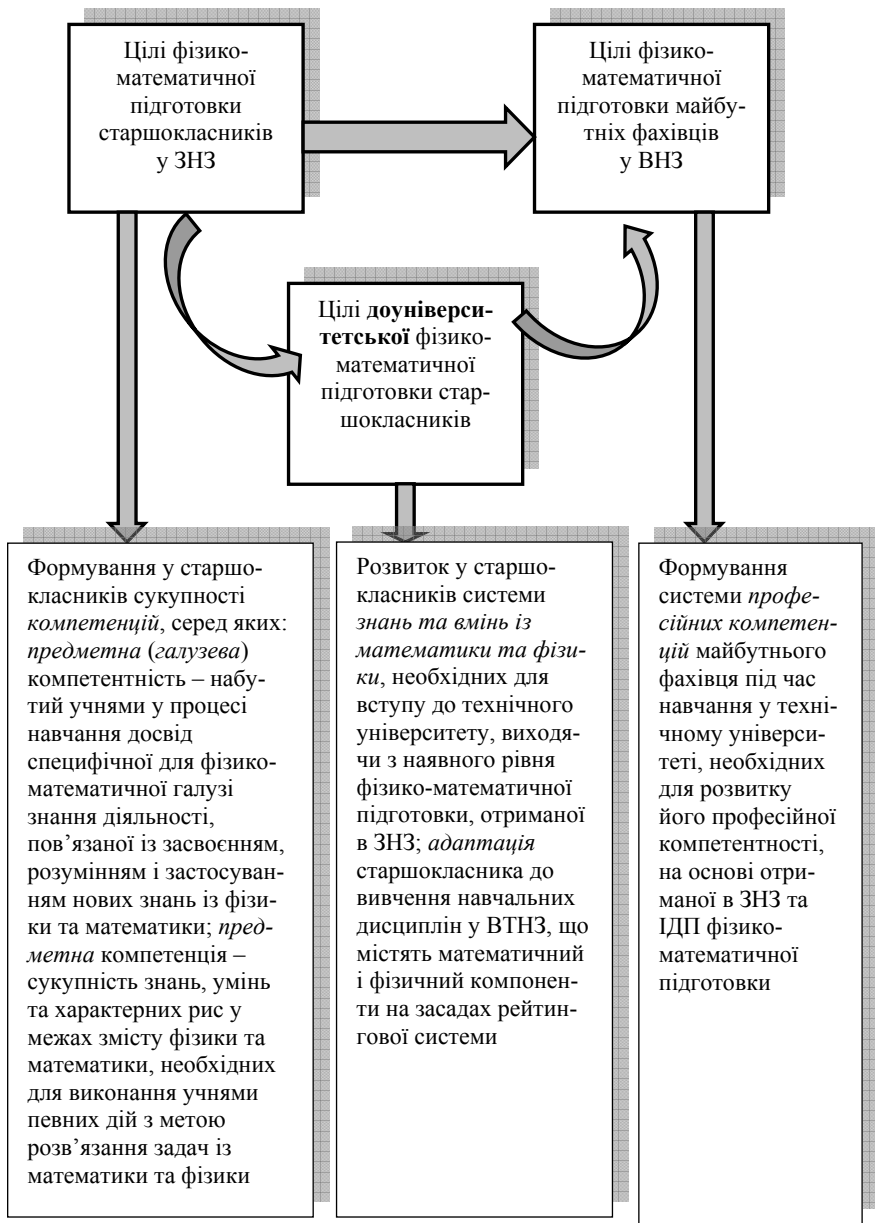 Цілі фізико-
математичної
підготовки
старшокласників
у ЗНЗ
Цілі фізико-
математичної
підготовки майбу-
тніх фахівців
у ВНЗ
Цілі доуніверси-
тетської фізико-
математичної
підготовки стар-
шокласників
Формування у старшо-
класників сукупності
компетенцій, серед яких:
предметна (галузева)
компетентність – набу-
тий учнями у процесі
навчання досвід
специфічної для фізико-
математичної галузі
знання діяльності,
пов’язаної із засвоєнням,
розумінням і застосуван-
ням нових знань із фізи-
ки та математики; пред-
метна компетенція –
сукупність знань, умінь
та характерних рис у
межах змісту фізики та
математики, необхідних
для виконання учнями
певних дій з метою
розв’язання задач із
математики та фізики
Розвиток у старшо-
класників системи
знань та вмінь із
математики та фізи-
ки, необхідних для
вступу до технічного
університету, виходя-
чи з наявного рівня
фізико-математичної
підготовки, отриманої
в ЗНЗ; адаптація
старшокласника до
вивчення навчальних
дисциплін у ВТНЗ, що
містять математичний
і фізичний компонен-
ти на засадах рейтин-
гової системи
Формування
системи профе-
сійних компетен-
цій майбутнього
фахівця під час
навчання у техні-
чному універси-
теті, необхідних
для розвитку
його професійної
компетентності,
на основі отри-
маної в ЗНЗ та
ІДП фізико-
математичної
підготовки